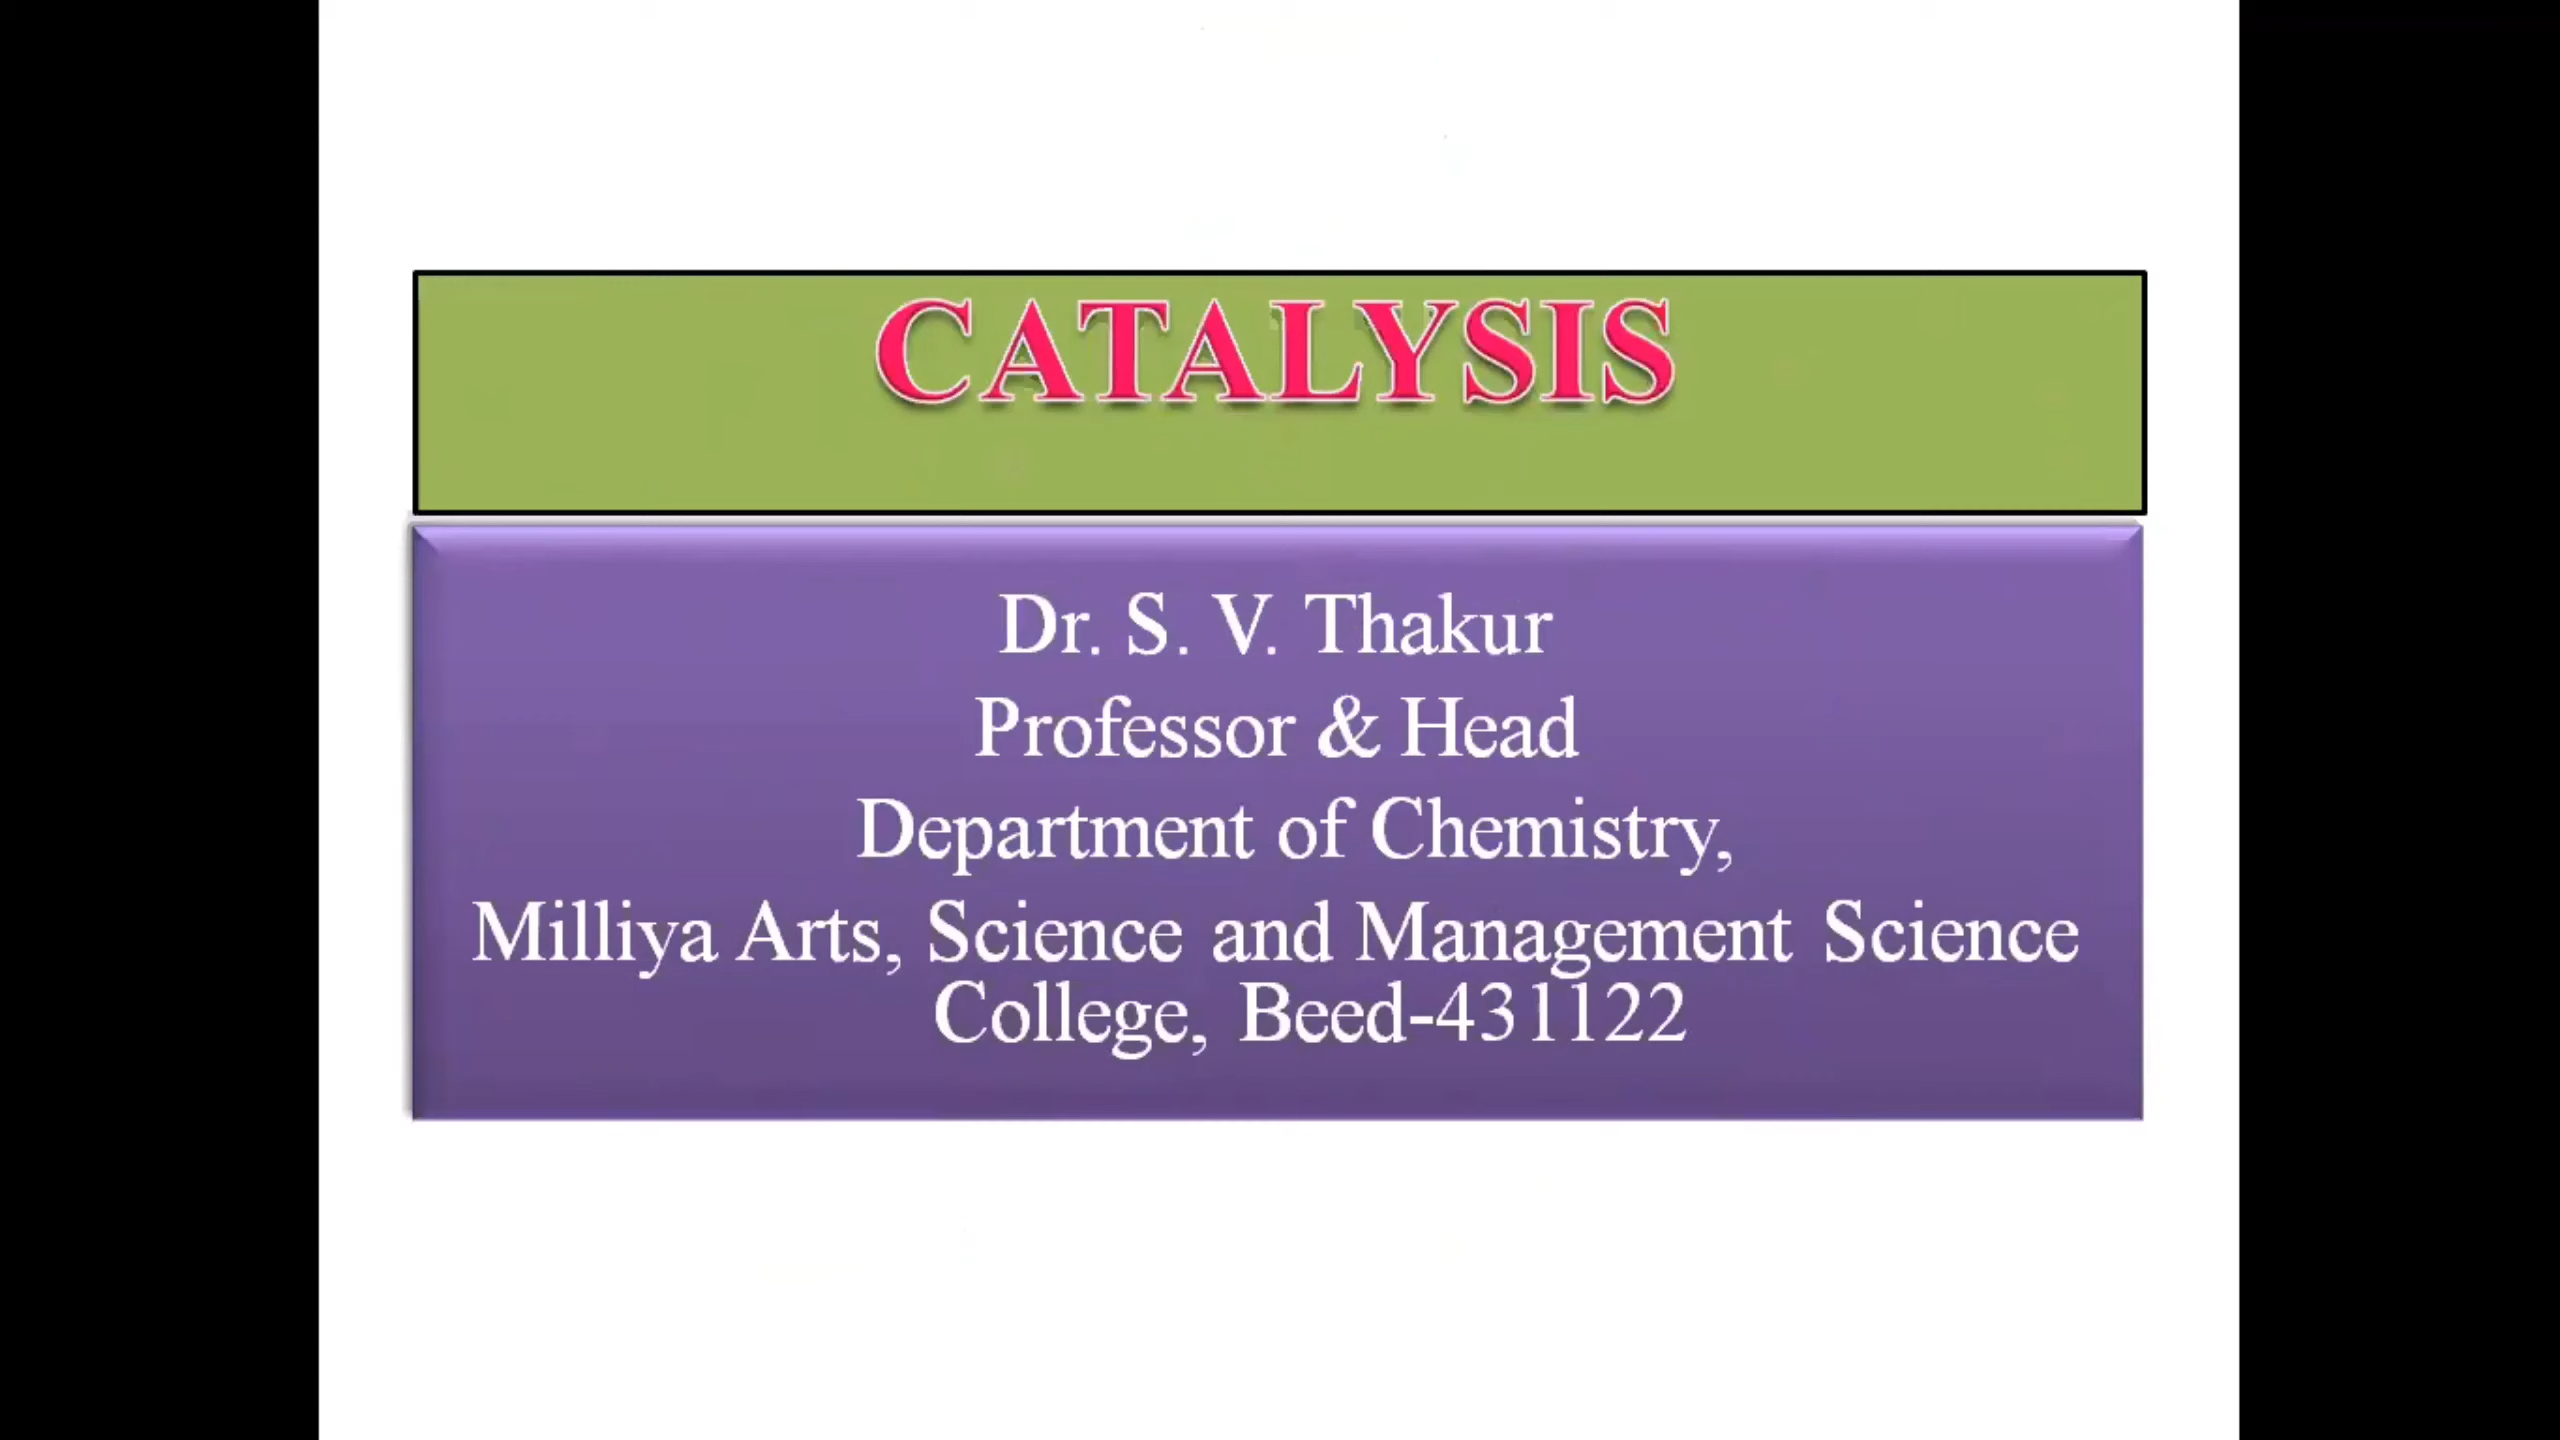 CATALYSIS
Dr. S. V. Thakur
Professor & Head
Department of Chemistry,
Milliya Arts, Science and Management Science
College, Beed-431122